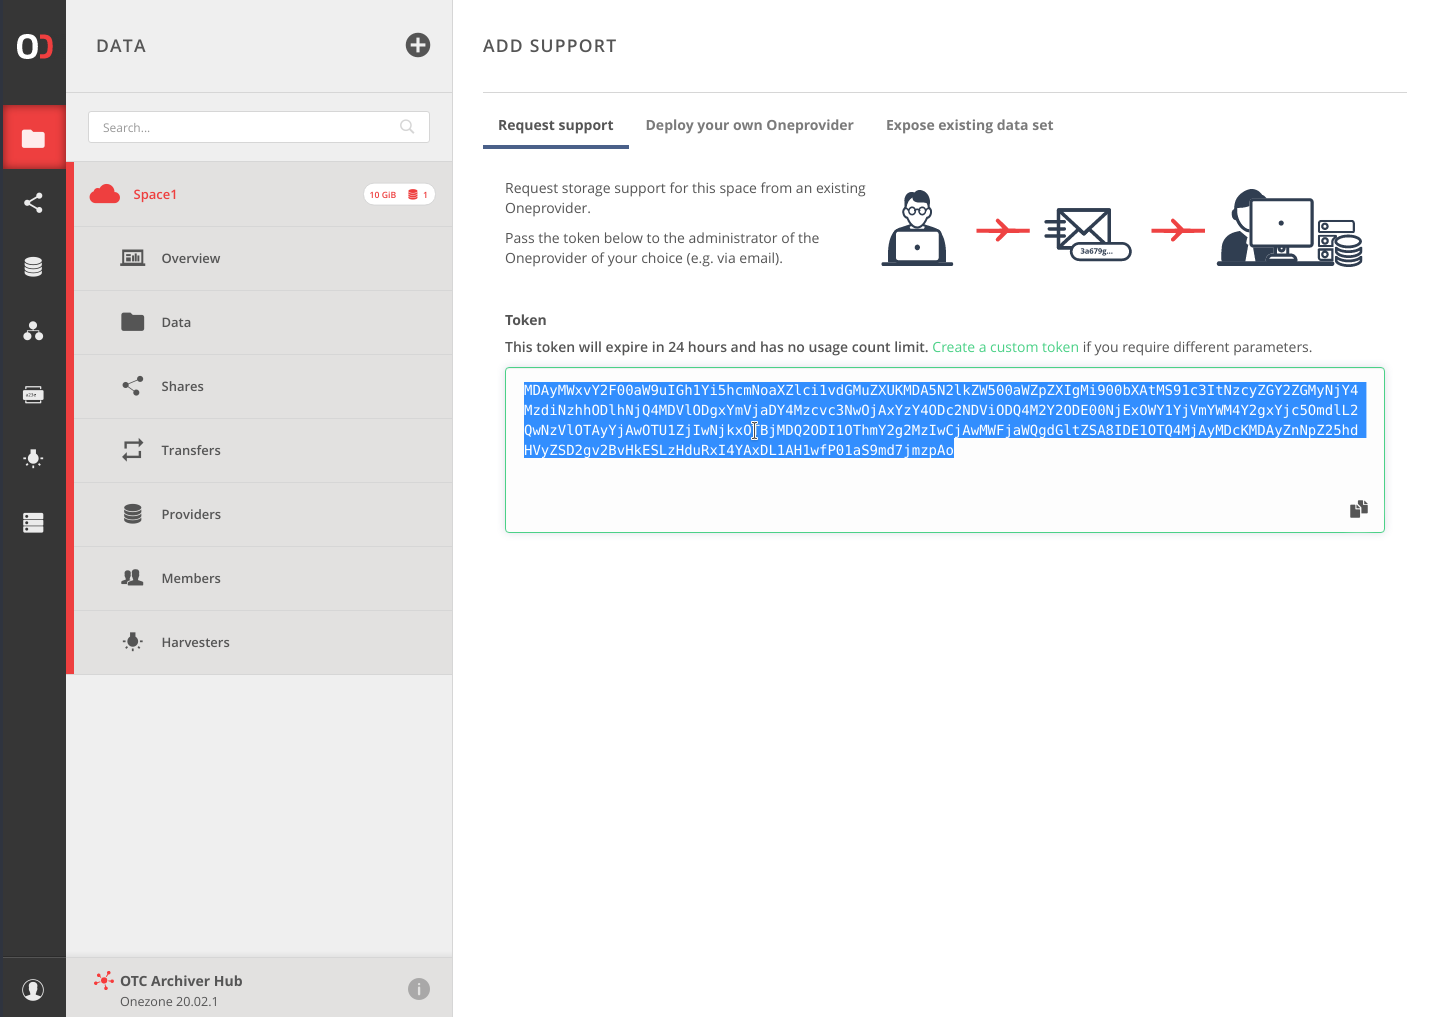 DATA
Search...
Space1
10 GiB 1
Overview
Data
Shares
Transfers
Providers
Members
Harvesters
OTC Archiver Hub
Onezone 20.02.1
ADD SUPPORT
Request support
Deploy your own Oneprovider
Expose existing data set
Request storage support for this space from an existing
Oneprovider.
Pass the token below to the administrator of the
Oneprovider of your choice (e.g. via email).
3a679g...
Token
This token will expire in 24 hours and has no usage count limit. Create a custom token if you require different parameters.
MDAyMWxvY2F00aW9uIGh1Yi5hcmNoaXZlci1vdGMuZXUKMDA5N2lkZW500aWZpZXIgMi900bXAtMS91c3ItNzcyZGY2ZGMyNjY4
MzdiNzhhODlhNjQ4MDVlODgxYmVjaDY4Mzcvc3NwOjAxYzY4ODc2NDViODQ4M2Y2ODE00NjExOWY1YjVmYWM4Y2gxYjc5OmdlL2
HVyZSD2gv2BvHkESLzHduRxI4YAxDL1AH1wfP01aS9md7jmzpAo